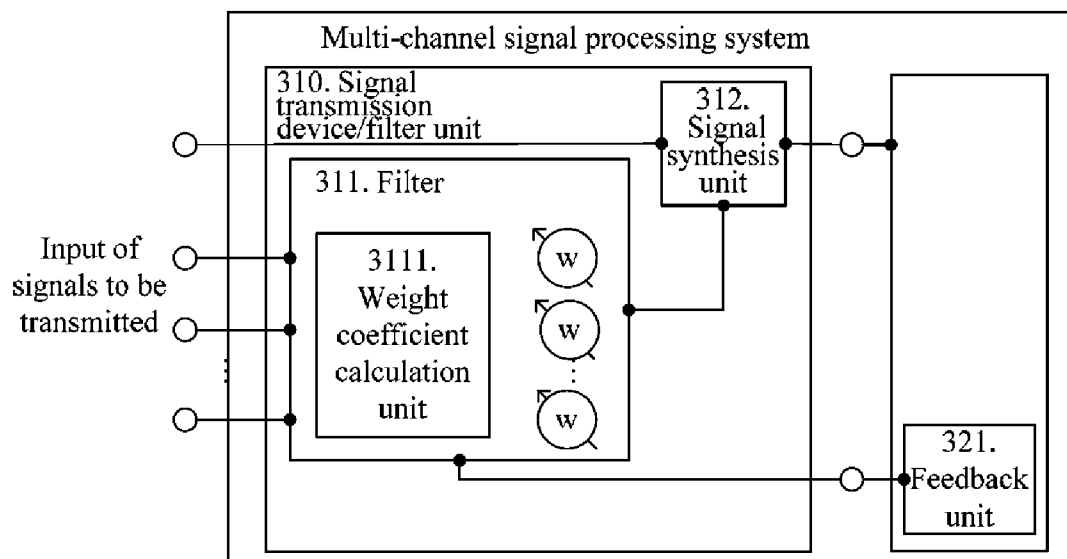 Multi-channel signal processing system
310. Signal
transmission
device/filter unit
312.
Signal
synthesis
unit
311. Filter
Input of
signals to be
transmitted
3111.
Weight
coefficient
calculation
unit
w
w
w
321.
Feedback
unit